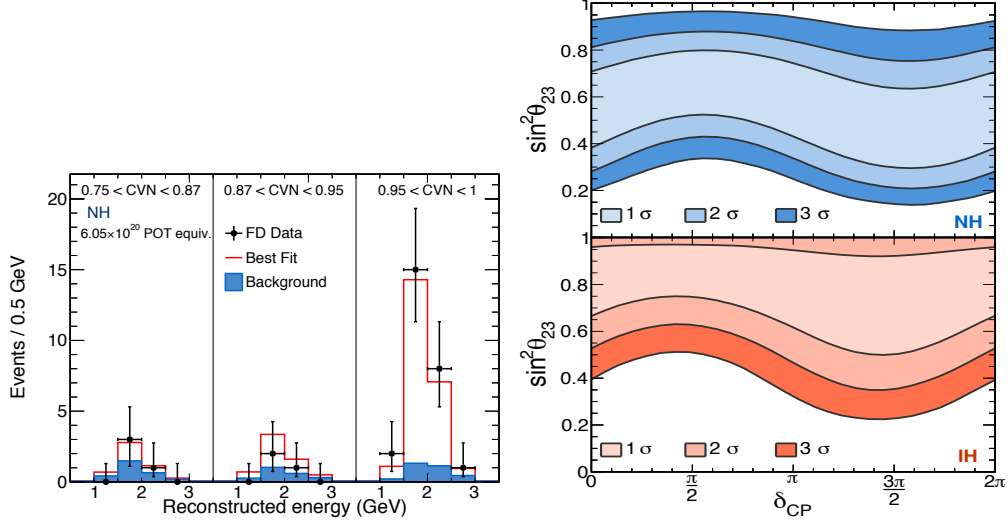 0.75 < CVN < 0.87
0.87 < CVN < 0.95
0.95 < CVN < 1
NH
6.05×10²⁰ POT equiv.
FD Data
Best Fit
Background
Events / 0.5 GeV
20
15
10
5
0
1 2 3 1 2 3 1 2 3
Reconstructed energy (GeV)
1
0.8
0.6
0.4
0.2
sin²θ₂₃
1 σ 2 σ 3 σ
NH
1
0.8
0.6
0.4
0.2
0
sin²θ₂₃
1 σ 2 σ 3 σ
IH
0 π/2 π 3π/2 2π
δCP